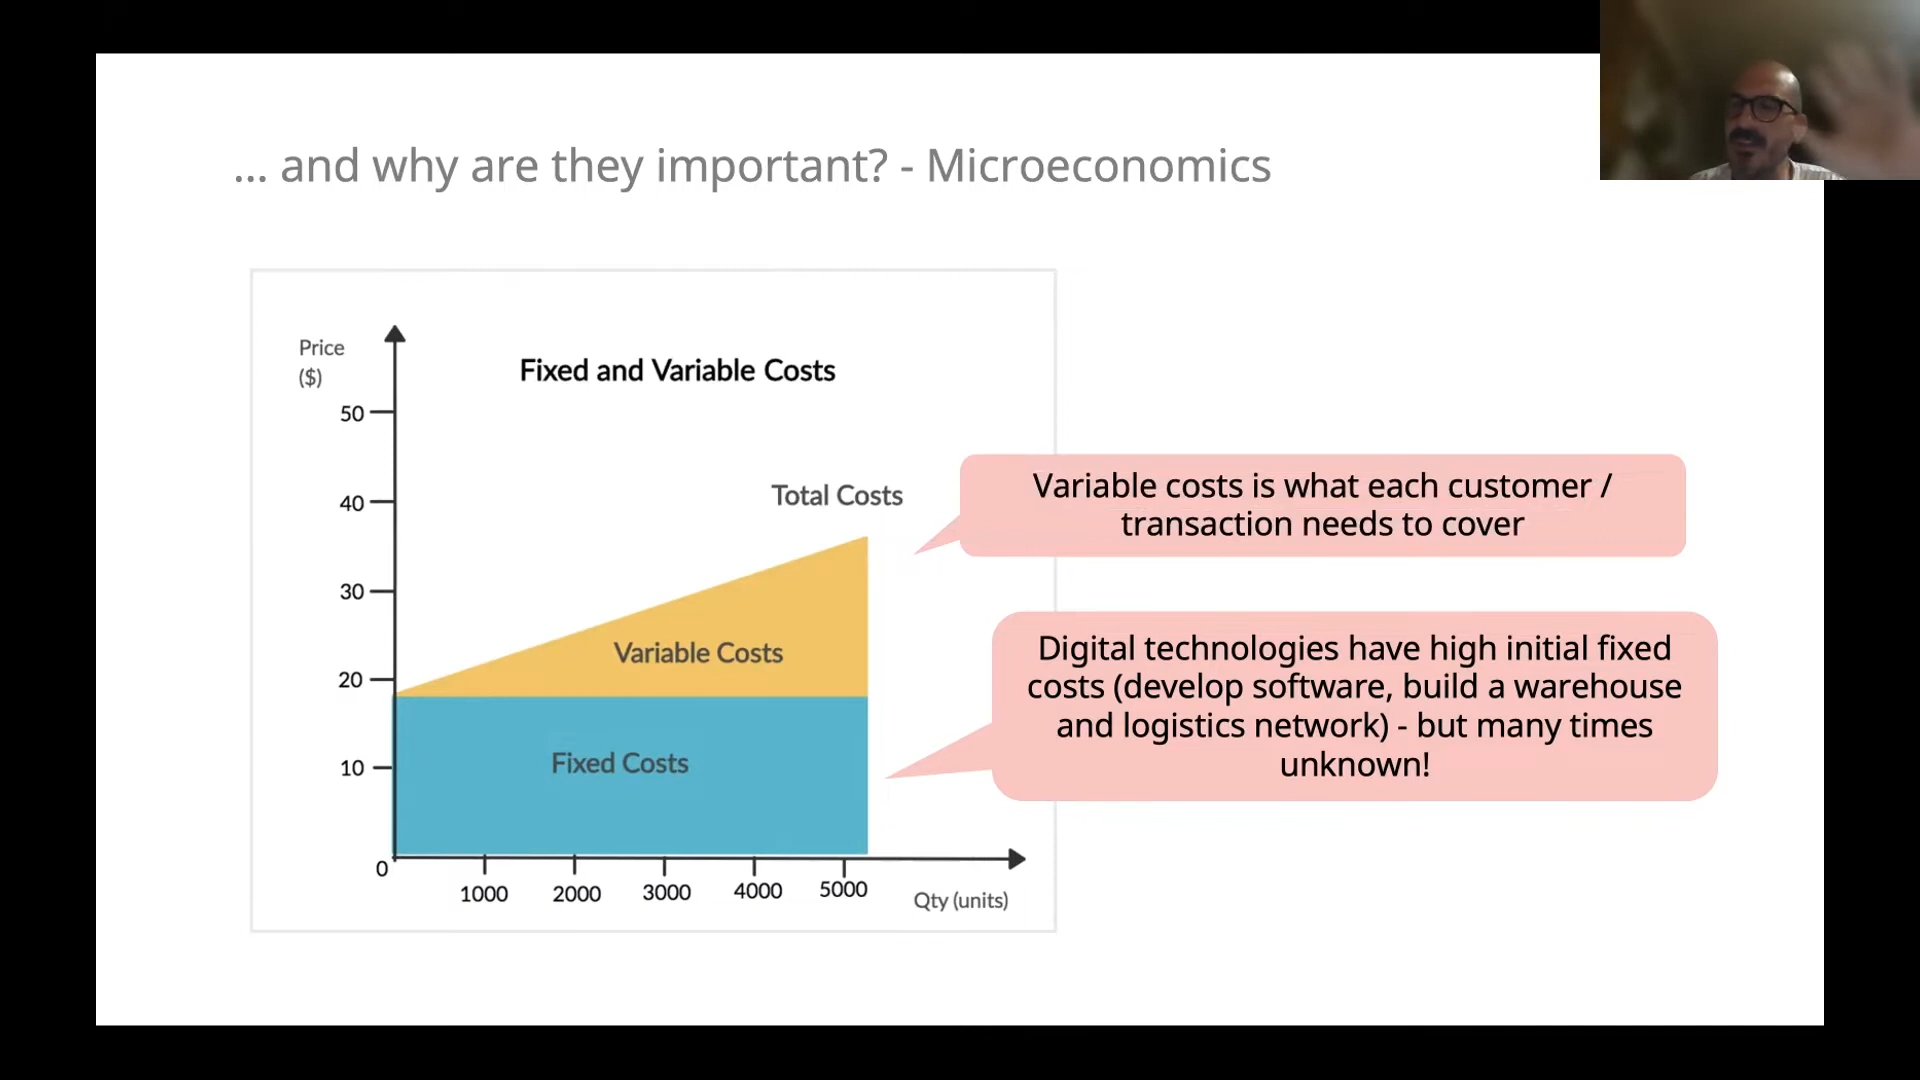 ... and why are they important? - Microeconomics
Price
($)
Fixed and Variable Costs
50
40
30
20
10
0
Total Costs
Variable Costs
Fixed Costs
1000
2000
3000
4000
5000
Qty (units)
Variable costs is what each customer /
transaction needs to cover
Digital technologies have high initial fixed
costs (develop software, build a warehouse
and logistics network) - but many times
unknown!